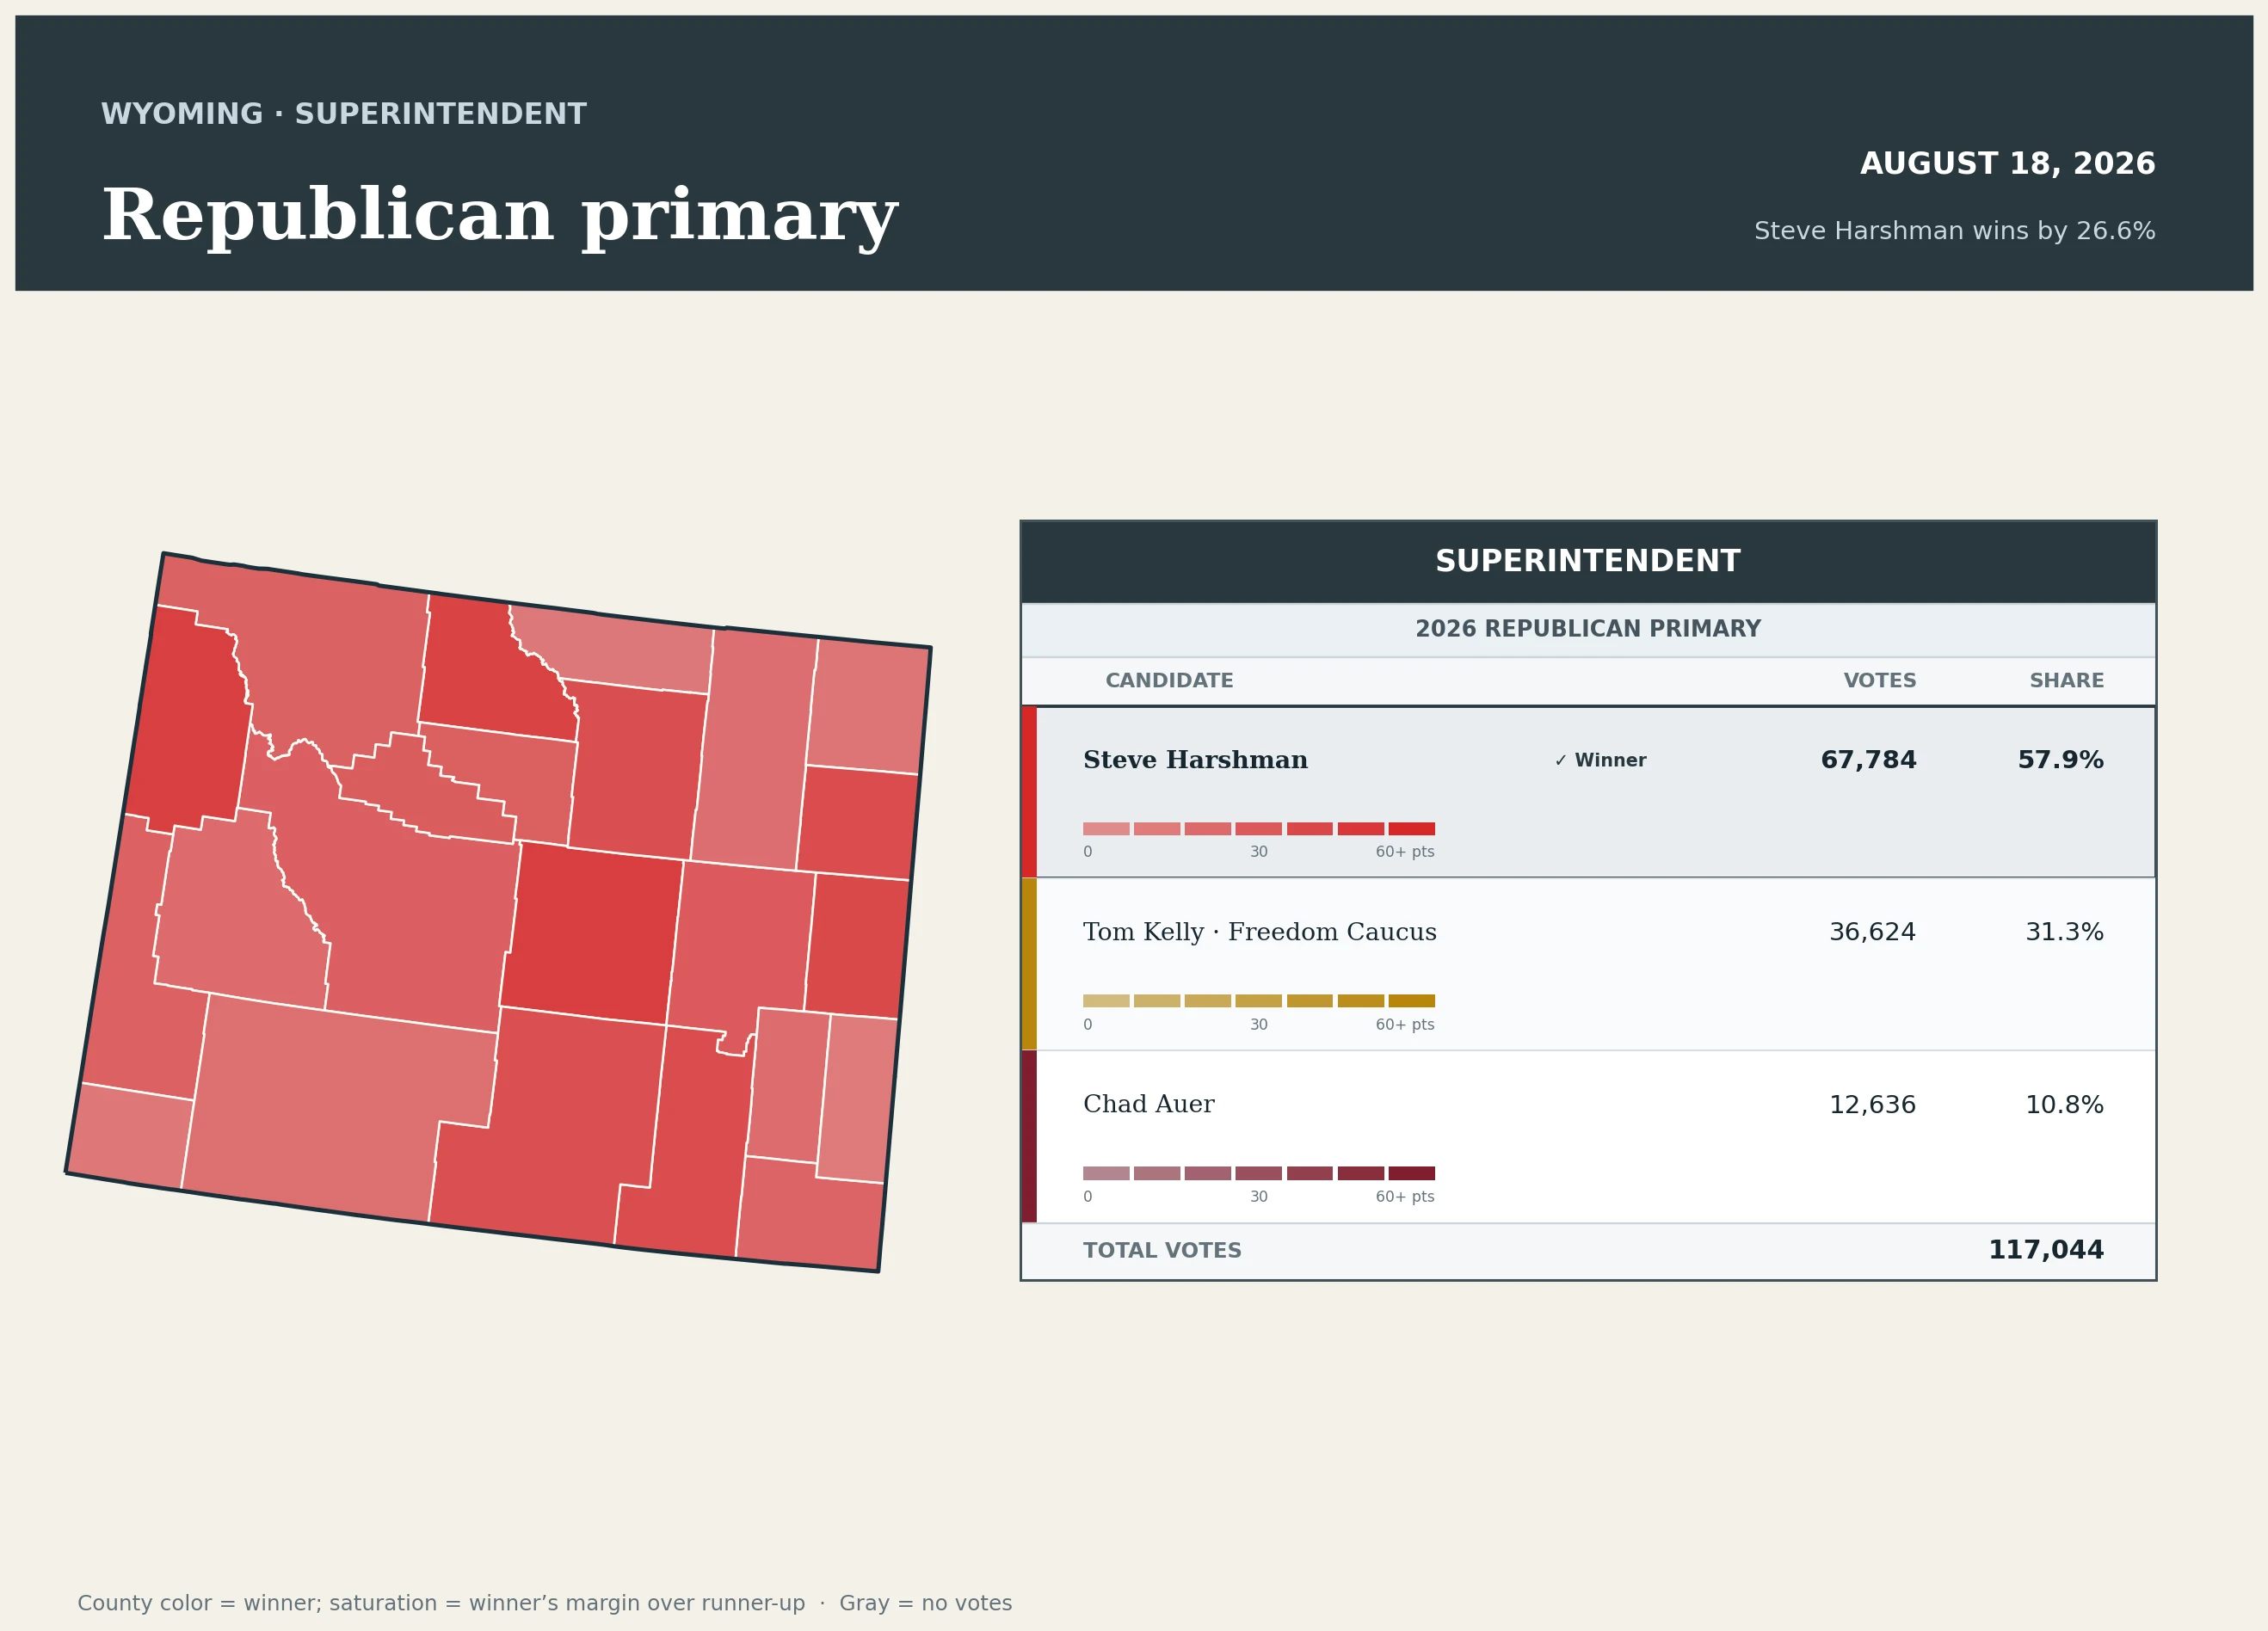 WYOMING · SUPERINTENDENT
Republican primary
AUGUST 18, 2026
Steve Harshman wins by 26.6%
SUPERINTENDENT
2026 REPUBLICAN PRIMARY
CANDIDATE VOTES SHARE
Steve Harshman ✓ Winner 67,784 57.9%
0 30 60+ pts
Tom Kelly · Freedom Caucus 36,624 31.3%
0 30 60+ pts
Chad Auer 12,636 10.8%
0 30 60+ pts
TOTAL VOTES 117,044
County color = winner; saturation = winner’s margin over runner-up · Gray = no votes